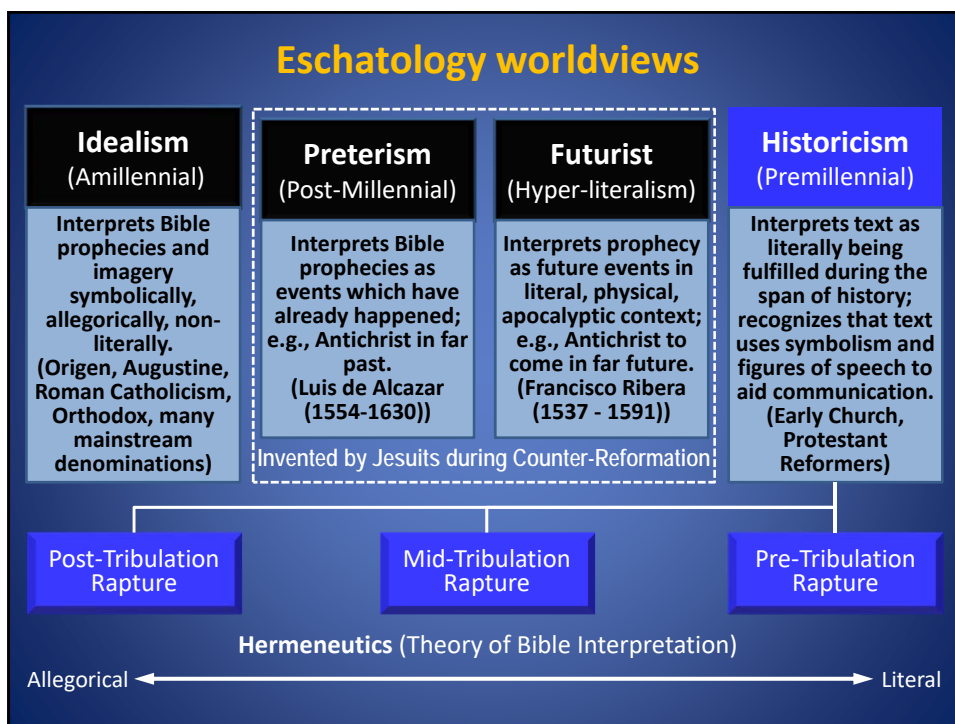 Eschatology worldviews
Idealism
(Amillennial)
Interprets Bible
prophecies and
imagery
symbolically,
allegorically, non-
literally.
(Origen, Augustine,
Roman Catholicism,
Orthodox, many
mainstream
denominations)
Preterism
(Post-Millennial)
Interprets Bible
prophecies as
events which have
already happened;
e.g., Antichrist in far
past.
(Luis de Alcazar
(1554-1630))
Futurist
(Hyper-literalism)
Interprets prophecy
as future events in
literal, physical,
apocalyptic context;
e.g., Antichrist to
come in far future.
(Francisco Ribera
(1537 - 1591))
Invented by Jesuits during Counter-Reformation
Historicism
(Premillennial)
Interprets text as
literally being
fulfilled during the
span of history;
recognizes that text
uses symbolism and
figures of speech to
aid communication.
(Early Church,
Protestant
Reformers)
Post-Tribulation
Rapture
Mid-Tribulation
Rapture
Pre-Tribulation
Rapture
Hermeneutics (Theory of Bible Interpretation)
Allegorical
Literal